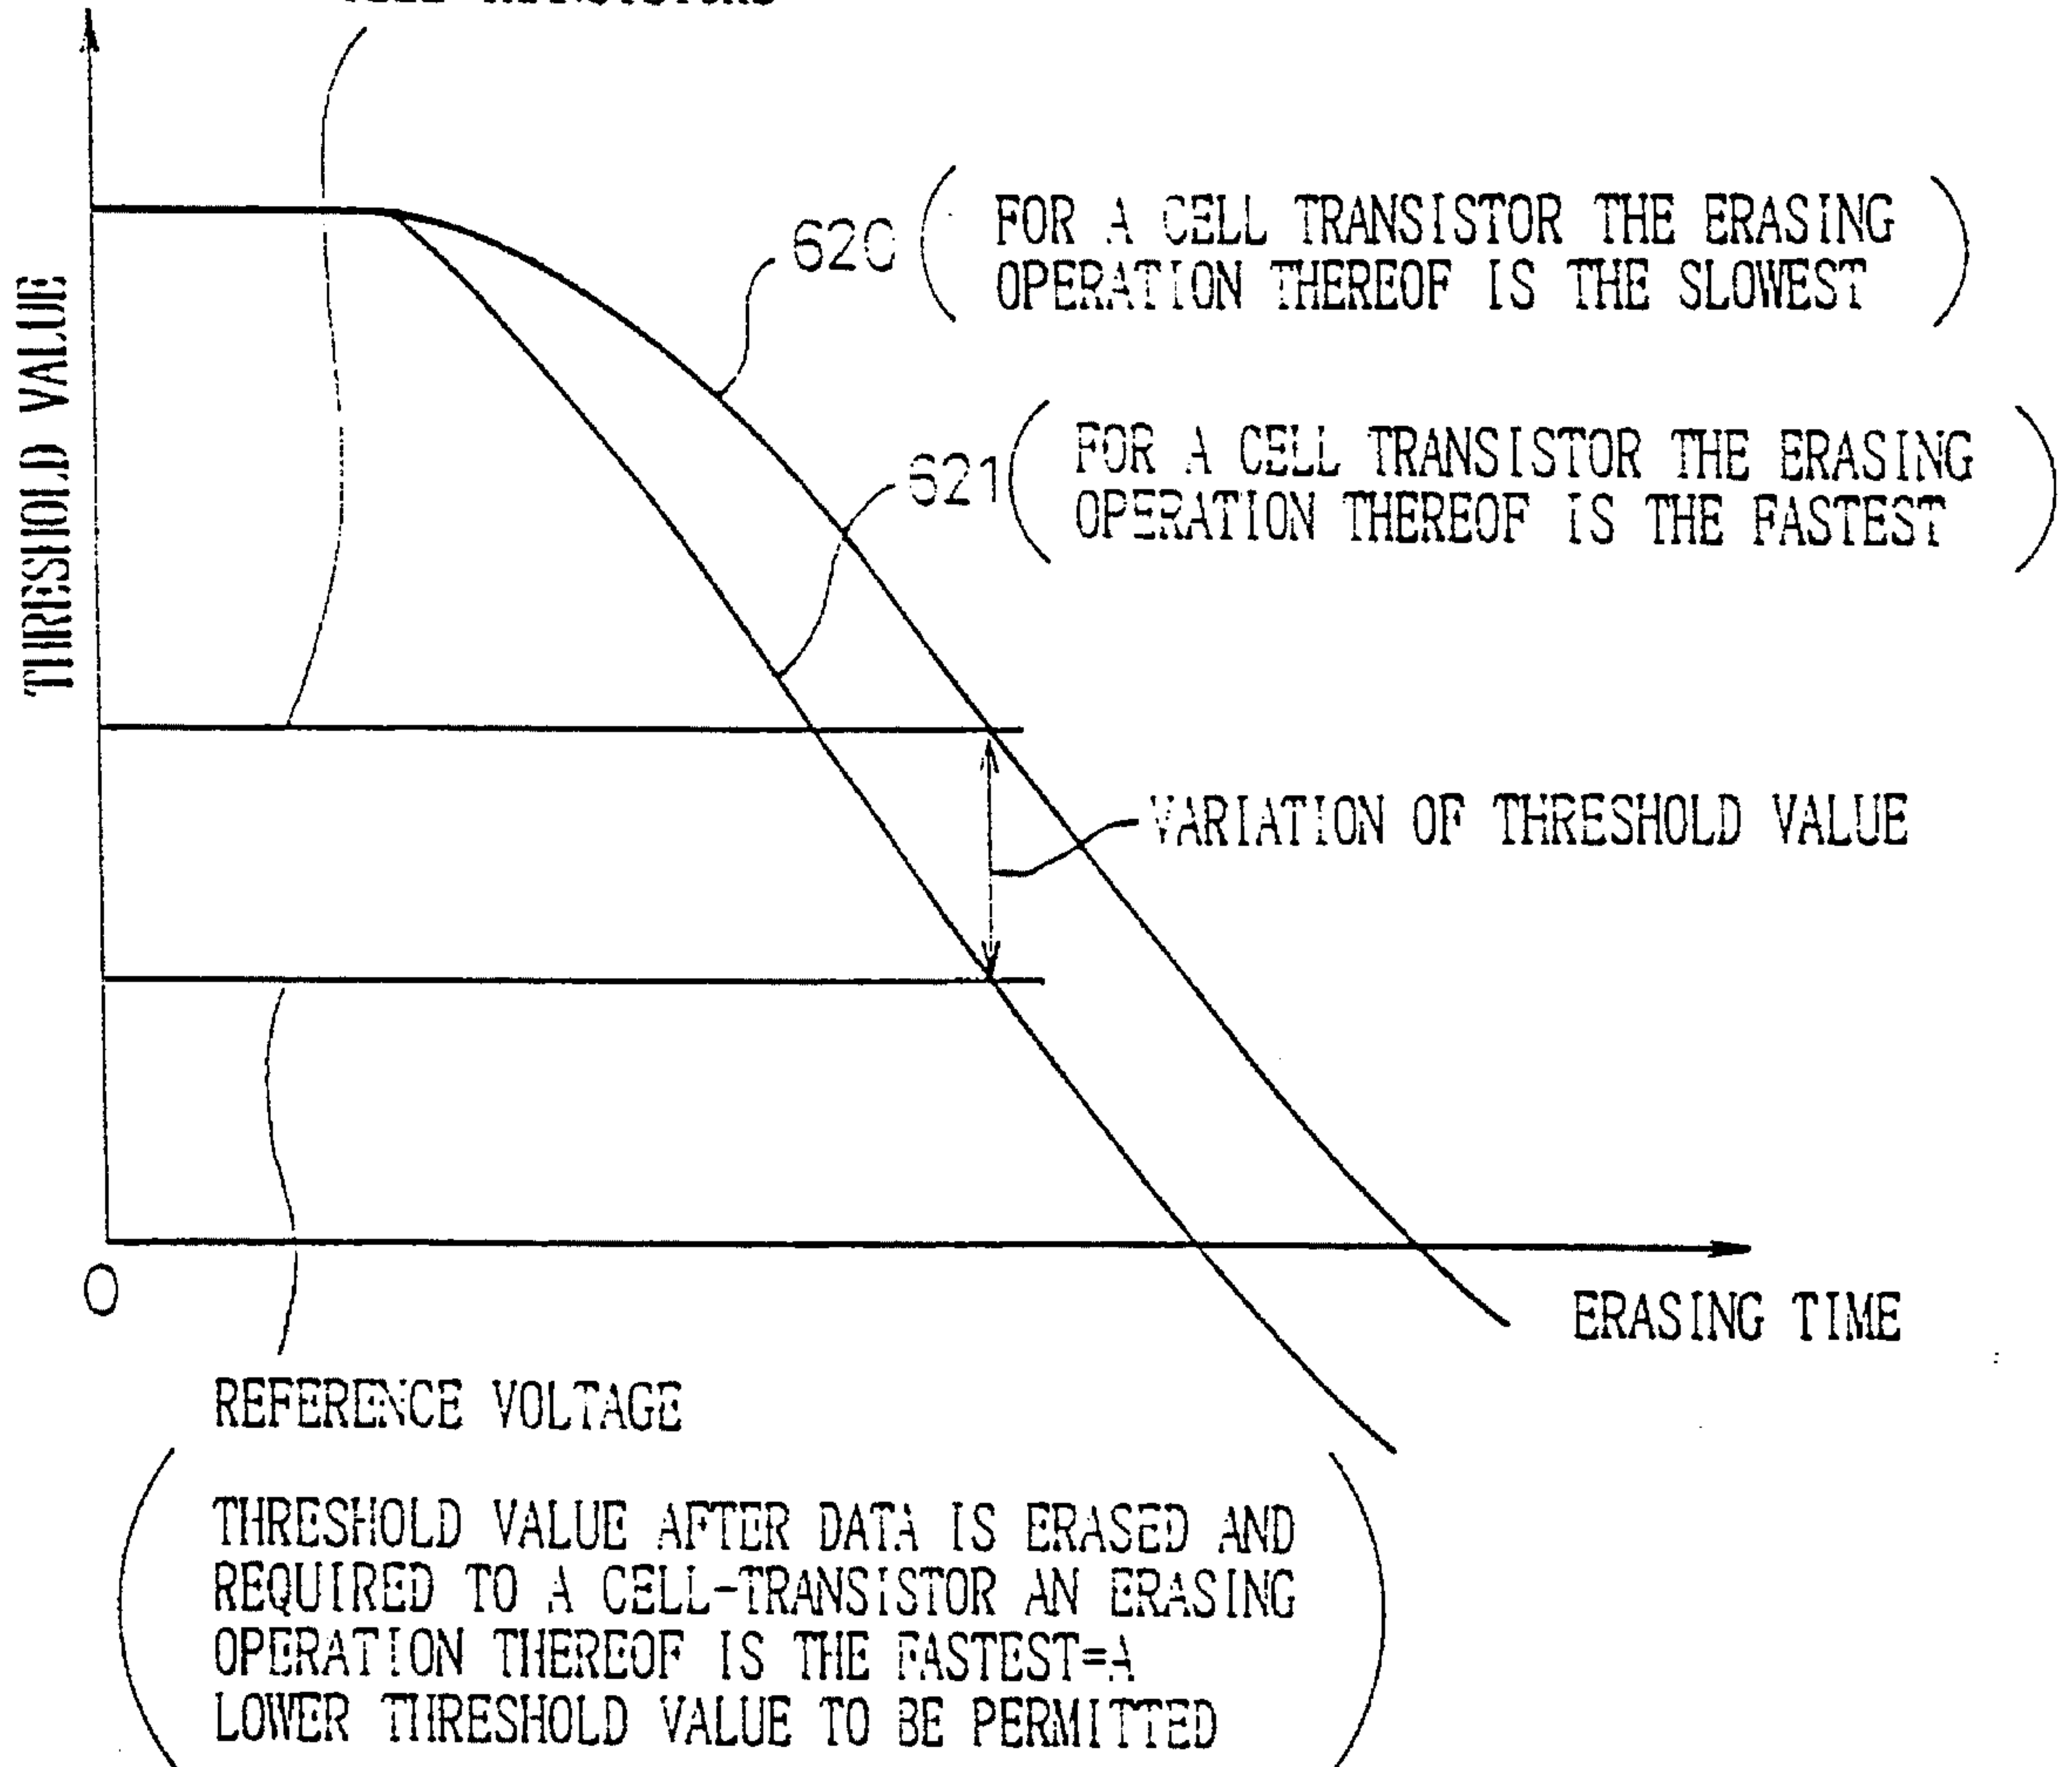 THRESHOLD VALUE
620
FOR A CELL TRANSISTOR THE ERASING
OPERATION THEREOF IS THE SLOWEST
621
FOR A CELL TRANSISTOR THE ERASING
OPERATION THEREOF IS THE FASTEST
VARIATION OF THRESHOLD VALUE
0
ERASING TIME
REFERENCE VOLTAGE
THRESHOLD VALUE AFTER DATA IS ERASED AND
REQUIRED TO A CELL-TRANSISTOR AN ERASING
OPERATION THEREOF IS THE FASTEST=A
LOWER THRESHOLD VALUE TO BE PERMITTED